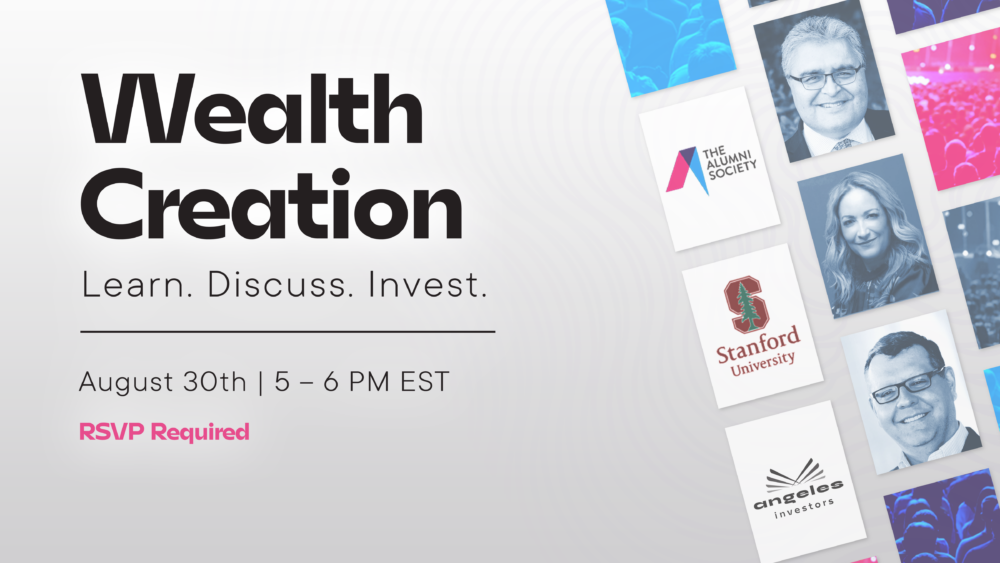 Wealth
Creation
Learn. Discuss. Invest.
August 30th | 5 – 6 PM EST
RSVP Required
THE
ALUMNI
SOCIETY
S
Stanford
University
angeles
investors